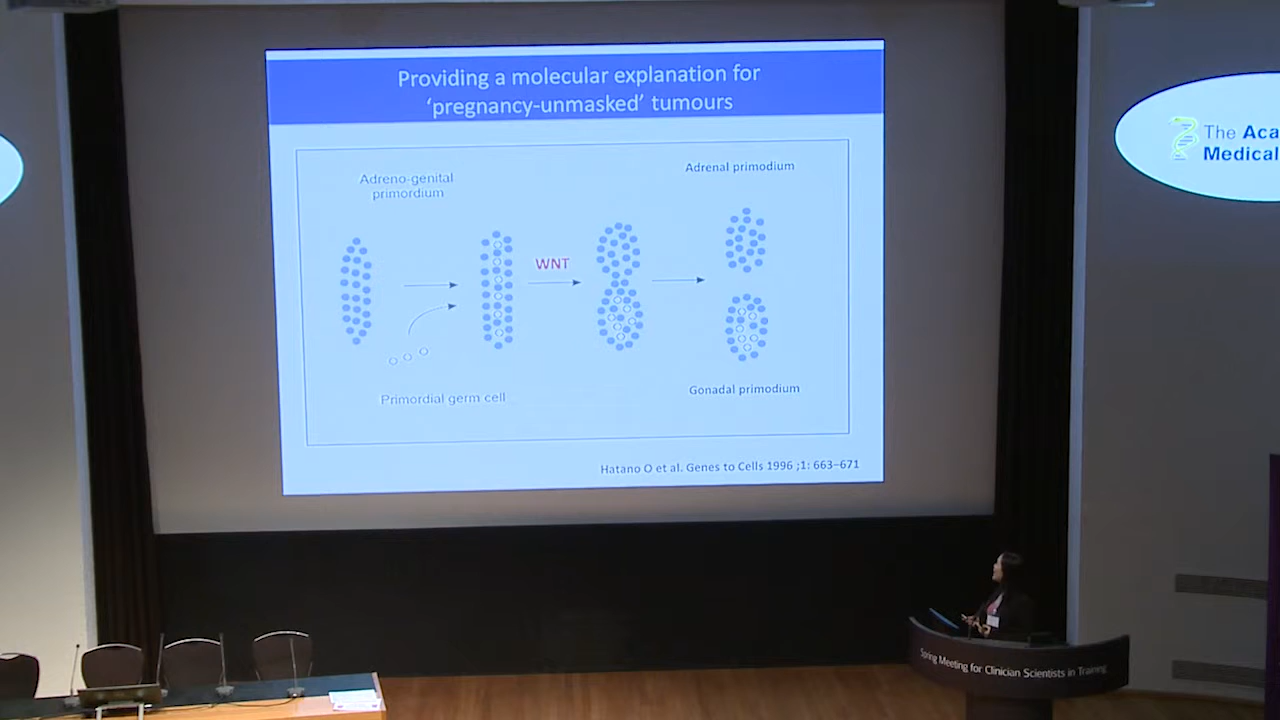 Providing a molecular explanation for
‘pregnancy-unmasked’ tumours
Adreno-genital
primordium
Adrenal primodium
WNT
Primordial germ cell
Gonadal primodium
Hatano O et al. Genes to Cells 1996 ;1: 663–671
The Aca
Medical
Spring Meeting for Clinician Scientists in Training